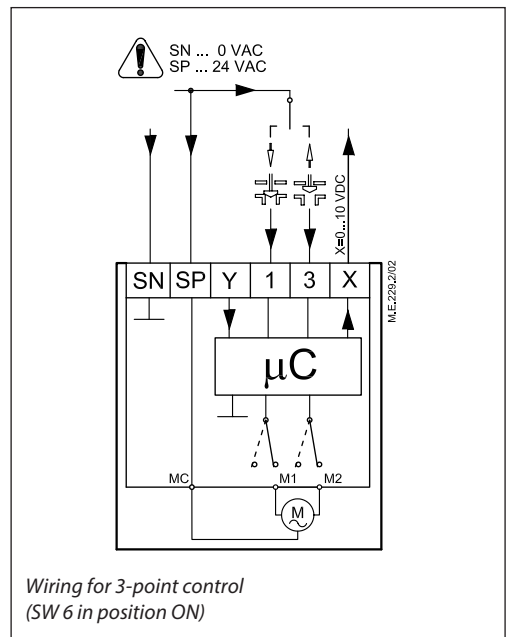 SN ... 0 VAC
SP ... 24 VAC
X=0...10 VDC
SN SP Y 1 3 X
M.E.229.2/02
µC
MC M1 M2
M
Wiring for 3-point control
(SW 6 in position ON)